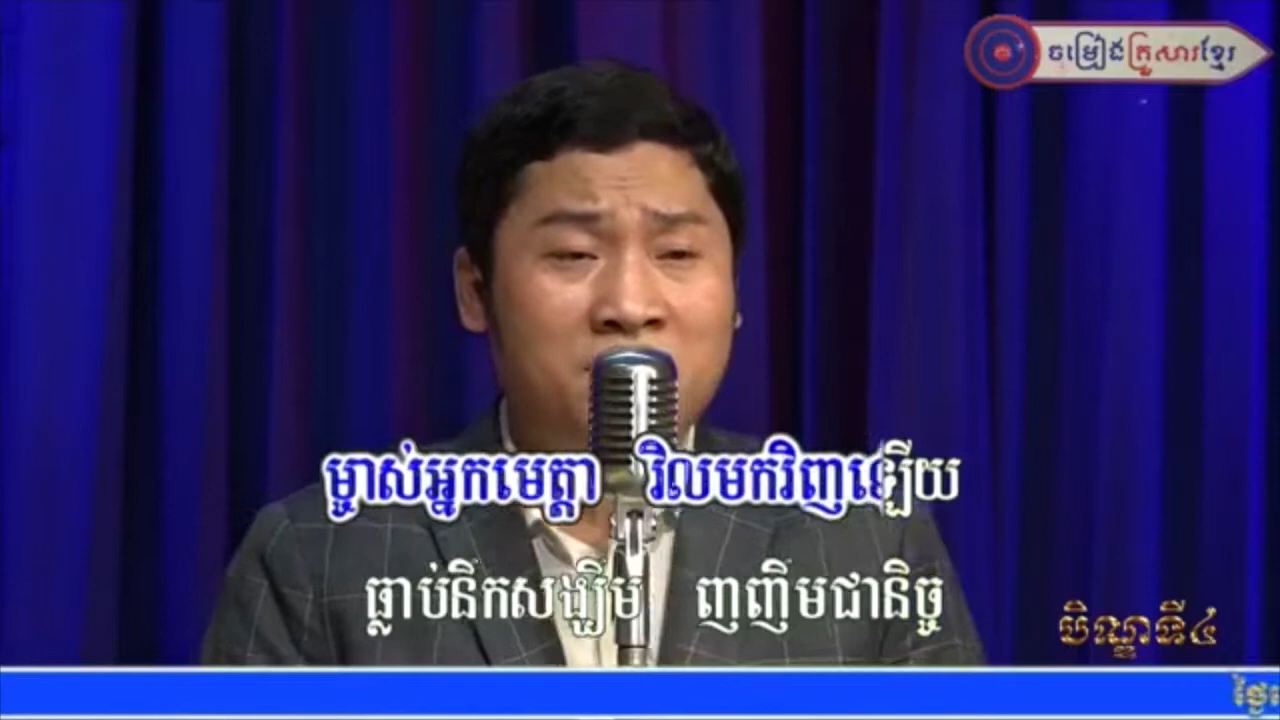 ចម្រៀងគ្រួសារខ្មែរ
ម្ចាស់អ្នកមេត្តា វិលមកវិញឡើយ
ធ្លាប់និកសង្ឃឹម ញញឹមជានិច្ច
បិណ្ឌទី៤